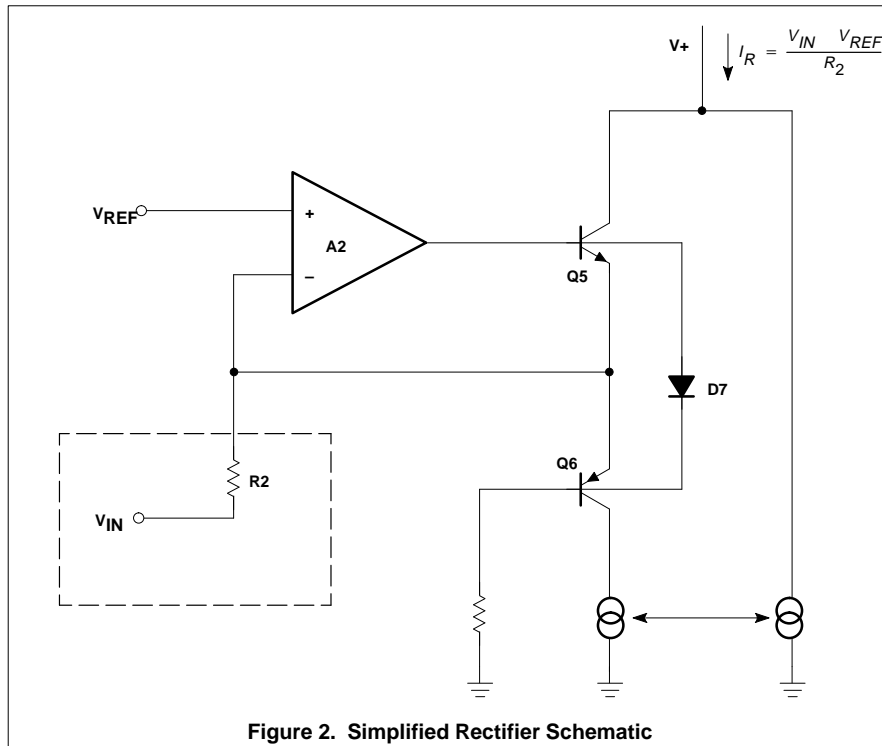 V+
I_R = V_IN V_REF
R_2
V_REF
+
A2
–
Q5
D7
Q6
R2
V_IN
Figure 2. Simplified Rectifier Schematic